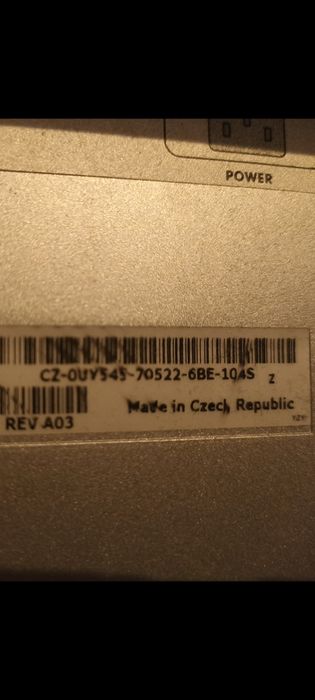 POWER
CZ-0UY545-70522-6BE-104S Z
Made in Czech Republic
REV A03